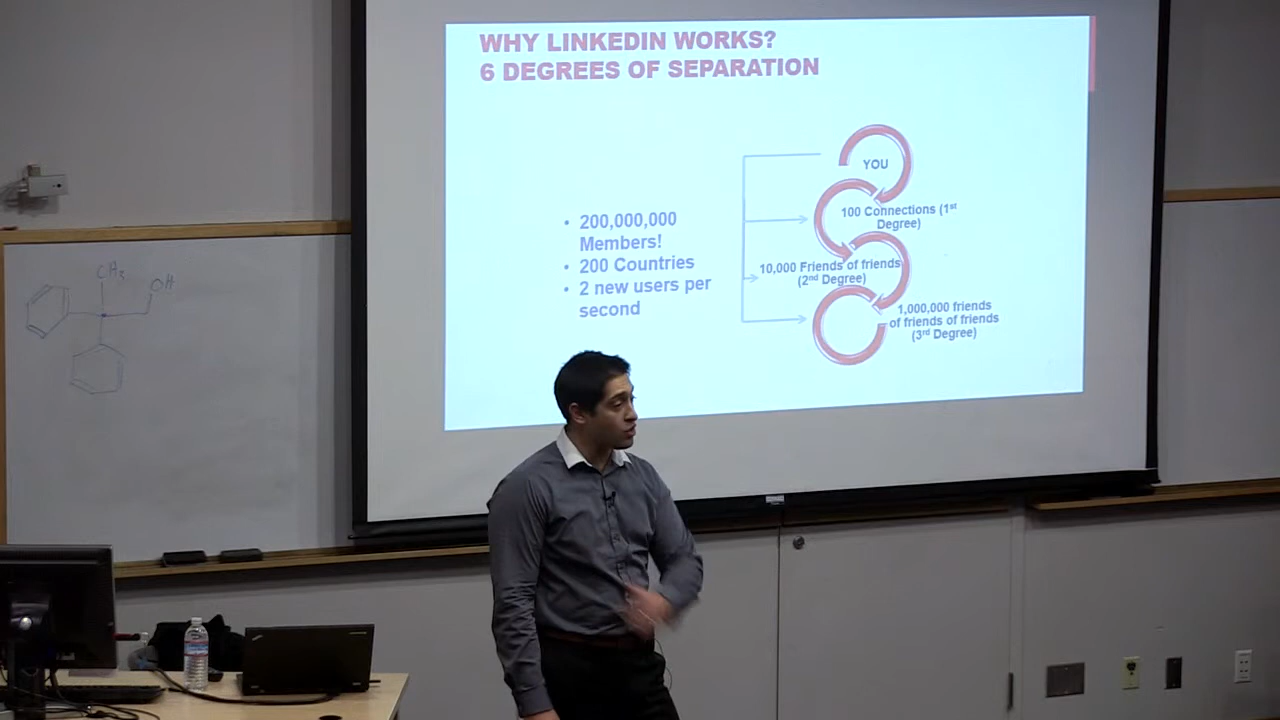 WHY LINKEDIN WORKS?
6 DEGREES OF SEPARATION
• 200,000,000
Members!
• 200 Countries
• 2 new users per
second
YOU
100 Connections (1st
Degree)
10,000 Friends of friends
(2nd Degree)
1,000,000 friends
of friends of friends
(3rd Degree)
CH3
OH